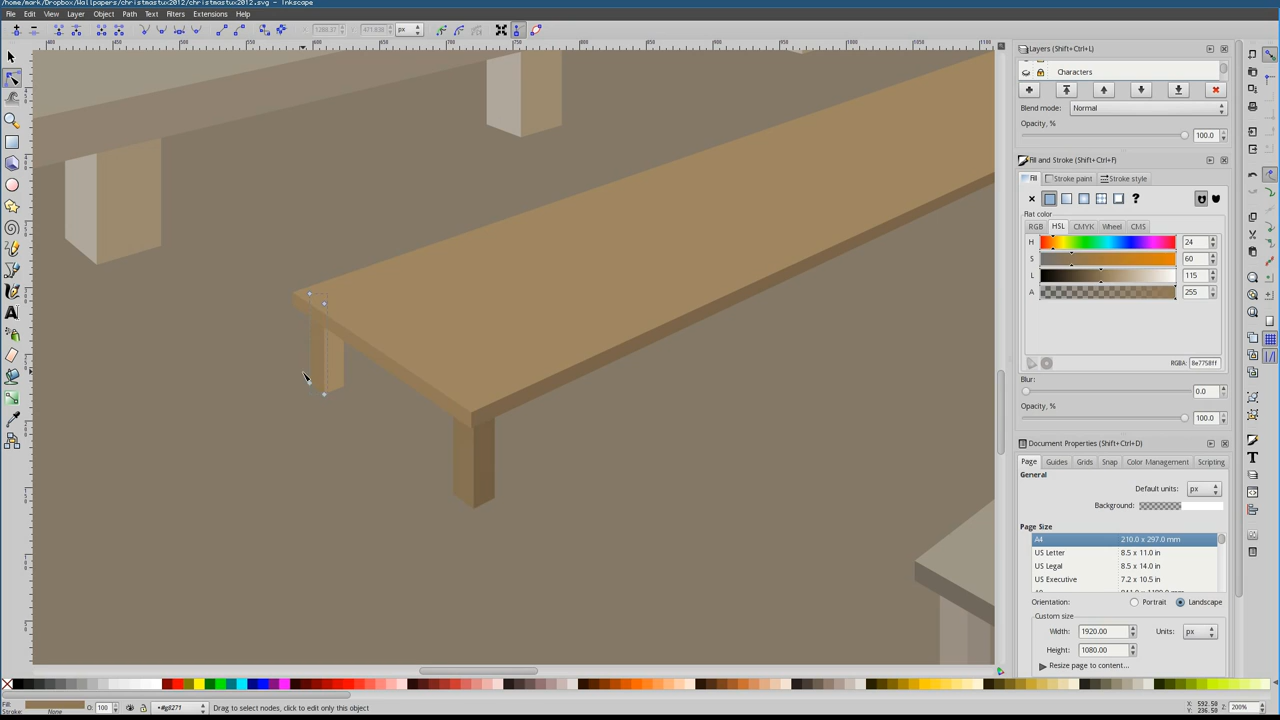 /home/mark/Dropbox/Wallpapers/christmastux2012/christmastux2012.svg - Inkscape
File Edit View Layer Object Path Text Filters Extensions Help
px
Layers (Shift+Ctrl+L)
Characters
Blend mode: Normal
Opacity, %
100.0
Fill and Stroke (Shift+Ctrl+F)
Fill Stroke paint Stroke style
?
Flat color
RGB HSL CMYK Wheel CMS
H 24
S 60
L 115
A 255
RGBA: 8e7758ff
Blur:
0.0
Opacity, %
100.0
Document Properties (Shift+Ctrl+D)
Page Guides Grids Snap Color Management Scripting
General
Default units: px
Background:
Page Size
A4 210.0 x 297.0 mm
US Letter 8.5 x 11.0 in
US Legal 8.5 x 14.0 in
US Executive 7.2 x 10.5 in
Orientation: Portrait Landscape
Custom size
Width: 1920.00 Units: px
Height: 1080.00
Resize page to content...
Fill:
Stroke: None
O: 100
#g8271
Drag to select nodes, click to edit only this object
X: 592.50
Y: 236.50
Z: 200%